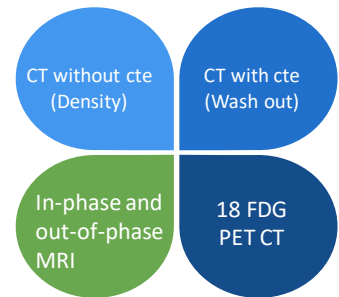 CT without cte
(Density)
CT with cte
(Wash out)
In-phase and
out-of-phase
MRI
18 FDG
PET CT